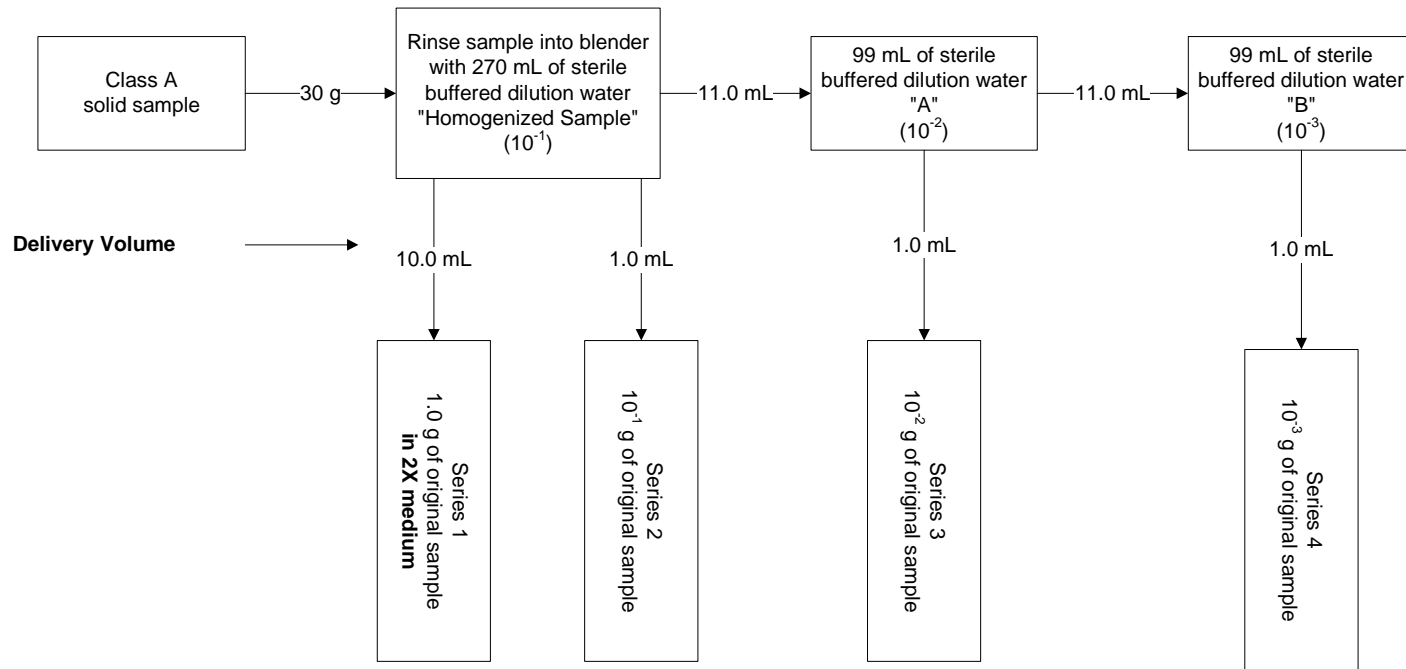 Class A
solid sample
30 g
Rinse sample into blender
with 270 mL of sterile
buffered dilution water
"Homogenized Sample"
(10⁻¹)
11.0 mL
99 mL of sterile
buffered dilution water
"A"
(10⁻²)
11.0 mL
99 mL of sterile
buffered dilution water
"B"
(10⁻³)
Delivery Volume
10.0 mL
1.0 mL
1.0 mL
1.0 mL
Series 1
1.0 g of original sample
in 2X medium
Series 2
10⁻¹ g of original sample
Series 3
10⁻² g of original sample
Series 4
10⁻³ g of original sample